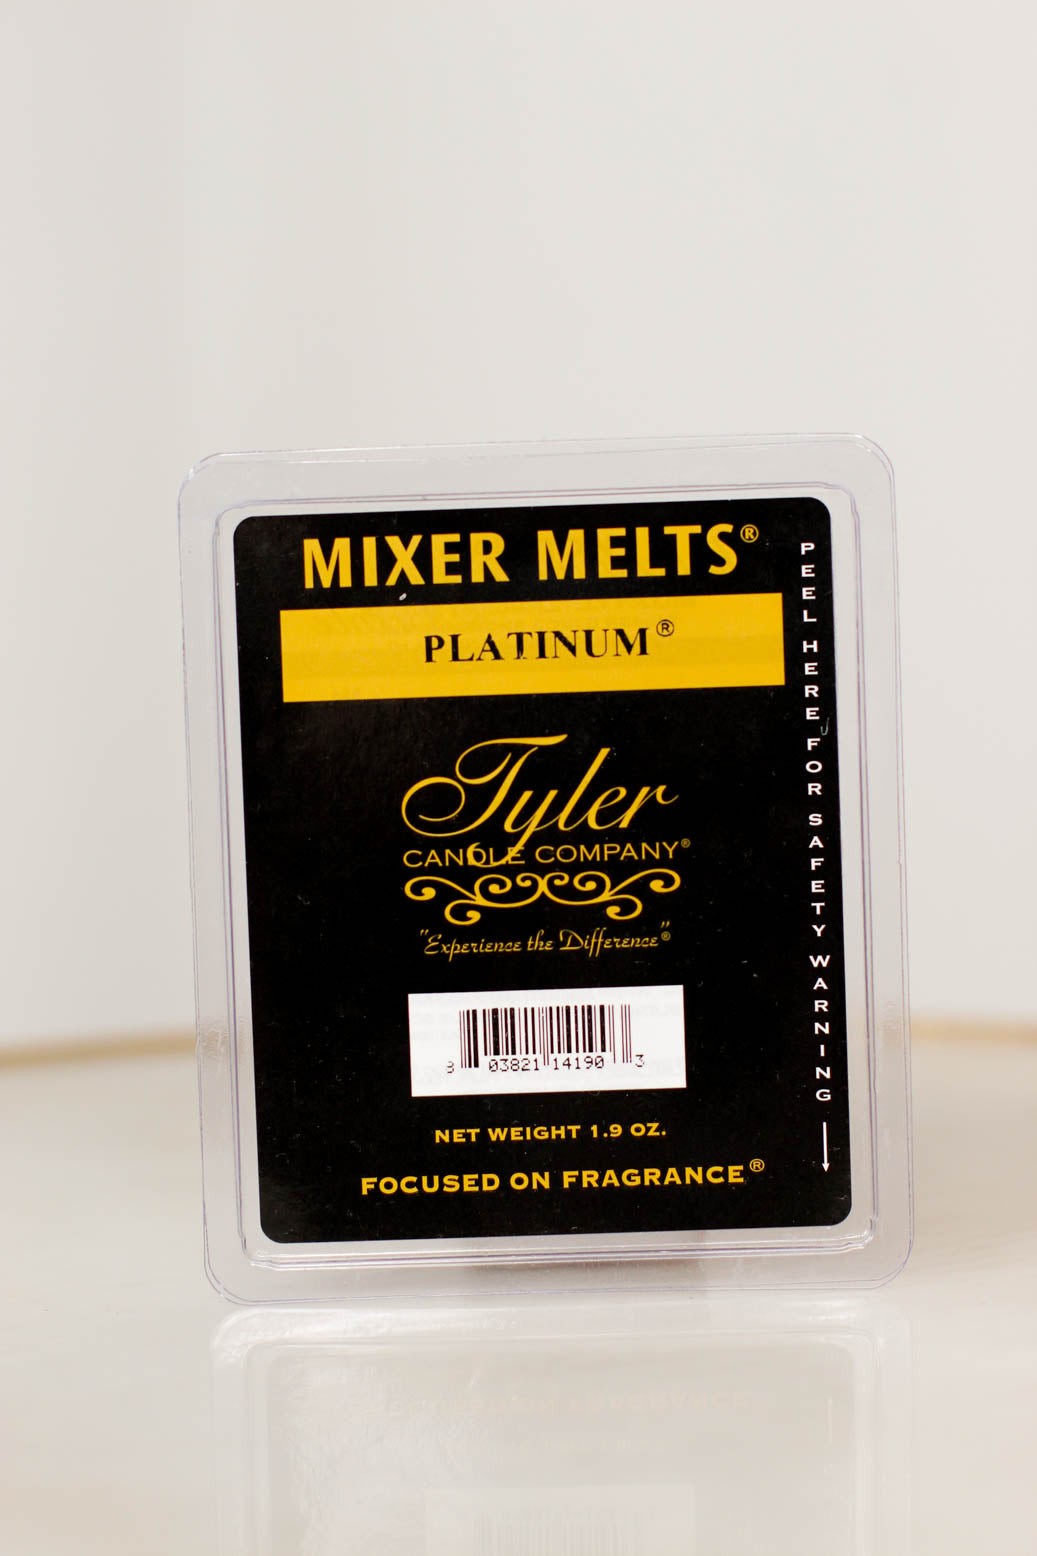 MIXER MELTS®
PLATINUM®
Tyler
CANDLE COMPANY®
"Experience the Difference"®
8 03821 14190 3
NET WEIGHT 1.9 OZ.
FOCUSED ON FRAGRANCE®
PEEL HERE FOR SAFETY WARNING